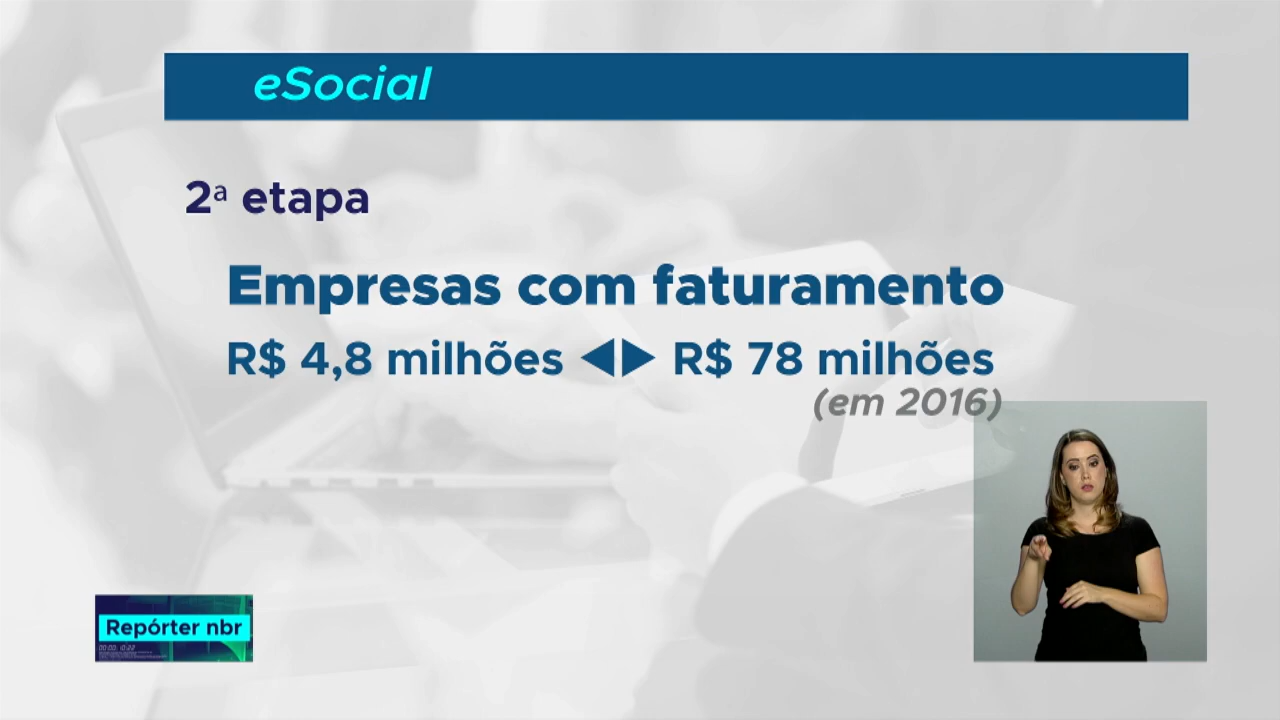 eSocial
2ª etapa
Empresas com faturamento
R$ 4,8 milhões ◀▶ R$ 78 milhões
(em 2016)
Repórter nbr